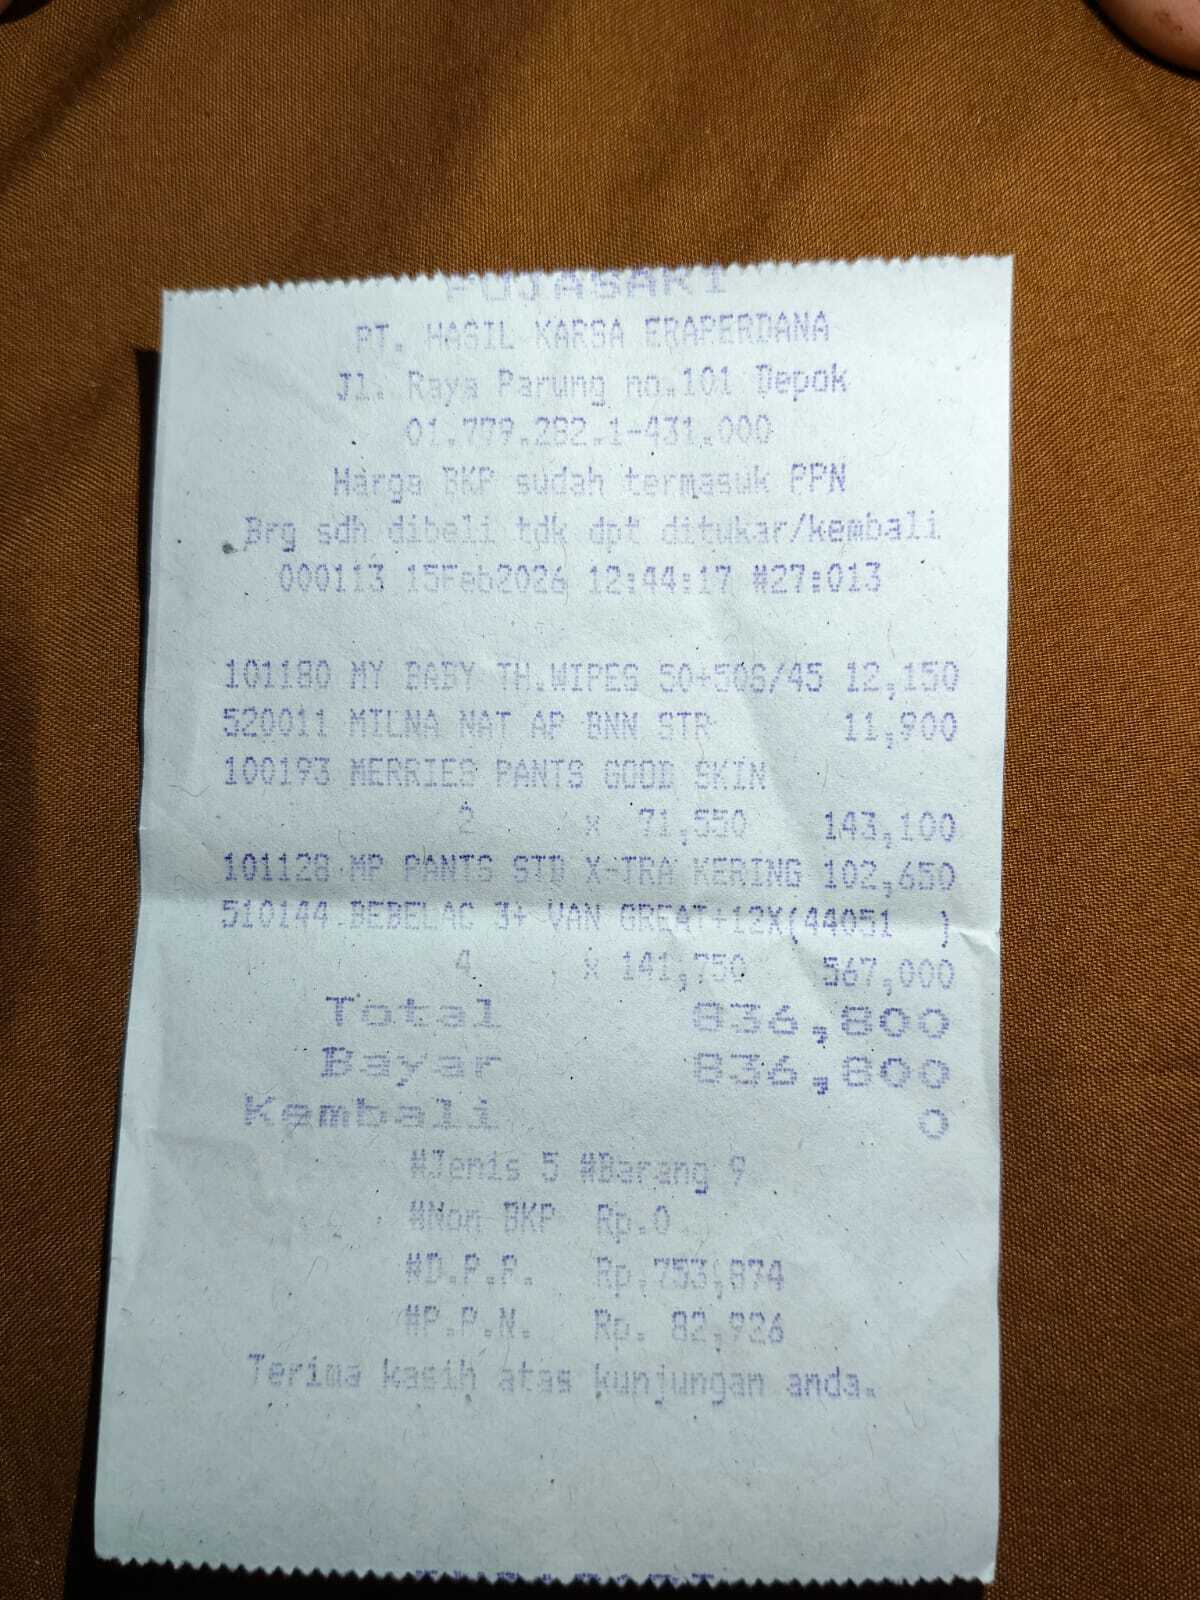 PUJASARI
PT. HASIL KARSA ERAPERDANA
Jl. Raya Parung no.101 Depok
01.779.282.1-431.000
Harga BKP sudah termasuk PPN
Brg sdh dibeli tdk dpt ditukar/kembali
000113 15Feb2026 12:44:17 #27:013
101180 MY BABY TH.WIPES 50+50S/45 12,150
520011 MILNA NAT AP BNN STR 11,900
100193 MERRIES PANTS GOOD SKIN
2 x 71,550 143,100
101128 MP PANTS STD X-TRA KERING 102,650
510144 BEBELAC 3+ VAN GREAT+12X(44051 )
4 x 141,750 567,000
Total 836,800
Bayar 836,800
Kembali 0
#Jenis 5 #Barang 9
#Non BKP Rp.0
#D.P.P. Rp.753,874
#P.P.N. Rp. 82,926
Terima kasih atas kunjungan anda.